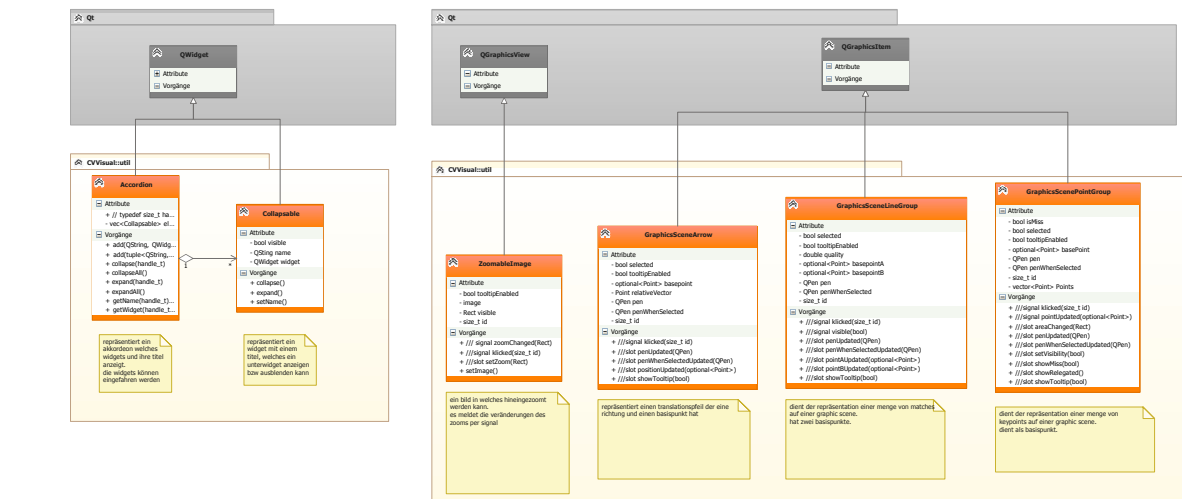 Qt
QWidget
Attribute
Vorgänge
CVVisual::util
Accordion
Attribute
+ // typedef size_t ha...
- vec<Collapsable> el...
Vorgänge
+ add(QString, QWidg...
+ add(tuple<QString,...
+ collapse(handle_t)
+ collapseAll()
+ expand(handle_t)
+ expandAll()
+ getName(handle_t)...
+ getWidget(handle_t...
1
*
Collapsable
Attribute
- bool visible
- QSting name
- QWidget widget
Vorgänge
+ collapse()
+ expand()
+ setName()
repräsentiert ein
akkordeon welches
widgets und ihre titel
anzeigt.
die widgets können
eingefahren werden
repräsentiert ein
widget mit einem
titel, welches ein
unterwidget anzeigen
bzw ausblenden kann
Qt
QGraphicsView
Attribute
Vorgänge
QGraphicsItem
Attribute
Vorgänge
CVVisual::util
ZoomableImage
Attribute
- bool tooltipEnabled
- image
- Rect visible
- size_t id
Vorgänge
+ /// signal zoomChanged(Rect)
+ ///signal klicked(size_t id)
+ ///slot setZoom(Rect)
+ setImage()
ein bild in welches hineingezoomt
werden kann.
es meldet die veränderungen des
zooms per signal
GraphicsSceneArrow
Attribute
- bool selected
- bool tooltipEnabled
- optional<Point> basepoint
- Point relativeVector
- QPen pen
- QPen penWhenSelected
- size_t id
Vorgänge
+ ///signal klicked(size_t id)
+ ///slot penUpdated(QPen)
+ ///slot penWhenSelectedUpdated(QPen)
+ ///slot positionUpdated(optional<Point>)
+ ///slot showTooltip(bool)
repräsentiert einen translationspfeil der eine
richtung und einen basispunkt hat
GraphicsSceneLineGroup
Attribute
- bool selected
- bool tooltipEnabled
- double quality
- optional<Point> basepointA
- optional<Point> basepointB
- QPen pen
- QPen penWhenSelected
- size_t id
Vorgänge
+ ///signal klicked(size_t id)
+ ///signal visible(bool)
+ ///slot penUpdated(QPen)
+ ///slot penWhenSelectedUpdated(QPen)
+ ///slot pointAUpdated(optional<Point>)
+ ///slot pointBUpdated(optional<Point>)
+ ///slot showTooltip(bool)
dient der repräsentation einer menge von matches
auf einer graphic scene.
hat zwei basispunkte.
GraphicsScenePointGroup
Attribute
- bool isMiss
- bool selected
- bool tooltipEnabled
- optional<Point> basePoint
- QPen pen
- QPen penWhenSelected
- size_t id
- vector<Point> Points
Vorgänge
+ ///signal klicked(size_t id)
+ ///signal pointUpdated(optional<Point>)
+ ///slot areaChanged(Rect)
+ ///slot penUpdated(QPen)
+ ///slot penWhenSelectedUpdated(QPen)
+ ///slot setVisibility(bool)
+ ///slot showMiss(bool)
+ ///slot showRelegated()
+ ///slot showTooltip(bool)
dient der repräsentation einer menge von
keypoints auf einer graphic scene.
dient als basispunkt.